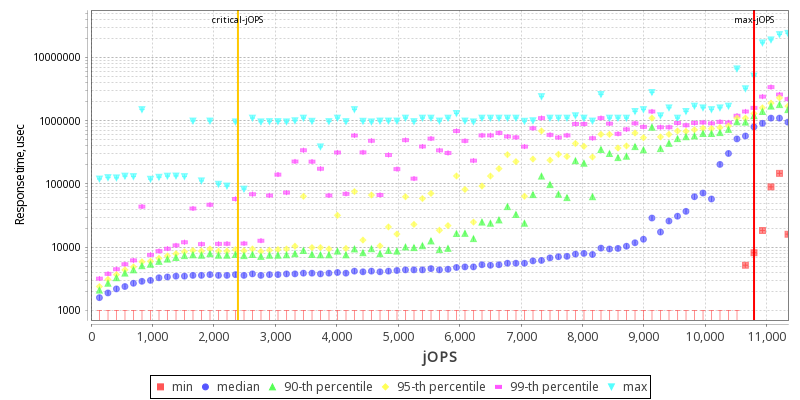 critical-jOPS max-jOPS
10000000
1000000
100000
10000
1000
Response time, usec
0 1,000 2,000 3,000 4,000 5,000 6,000 7,000 8,000 9,000 10,000 11,000
jOPS
min median 90-th percentile 95-th percentile 99-th percentile max